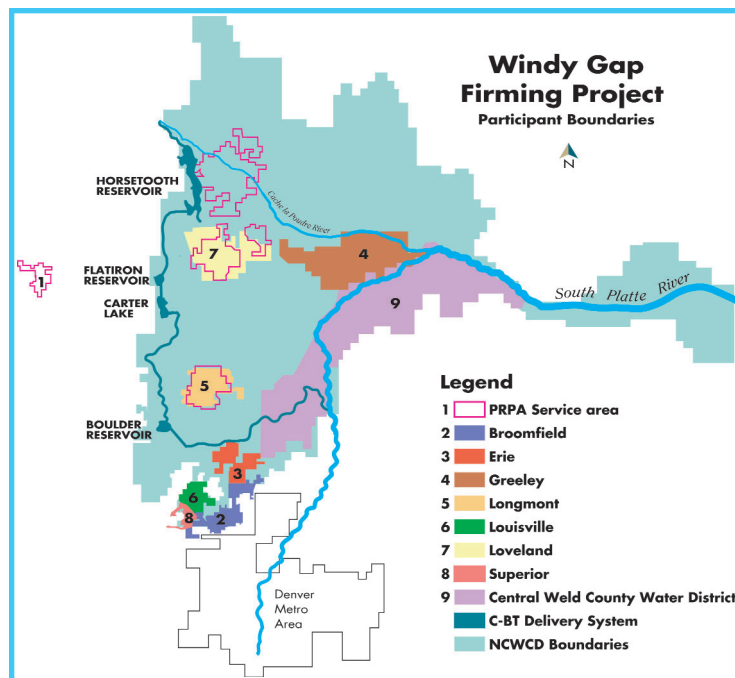 Windy Gap
Firming Project
Participant Boundaries
N
HORSETOOTH
RESERVOIR
Cache la Poudre River
7
4
1
FLATIRON
RESERVOIR
CARTER
LAKE
9
South Platte River
5
BOULDER
RESERVOIR
3
6
8
2
Denver
Metro
Area
Legend
1 PRPA Service area
2 Broomfield
3 Erie
4 Greeley
5 Longmont
6 Louisville
7 Loveland
8 Superior
9 Central Weld County Water District
C-BT Delivery System
NCWCD Boundaries